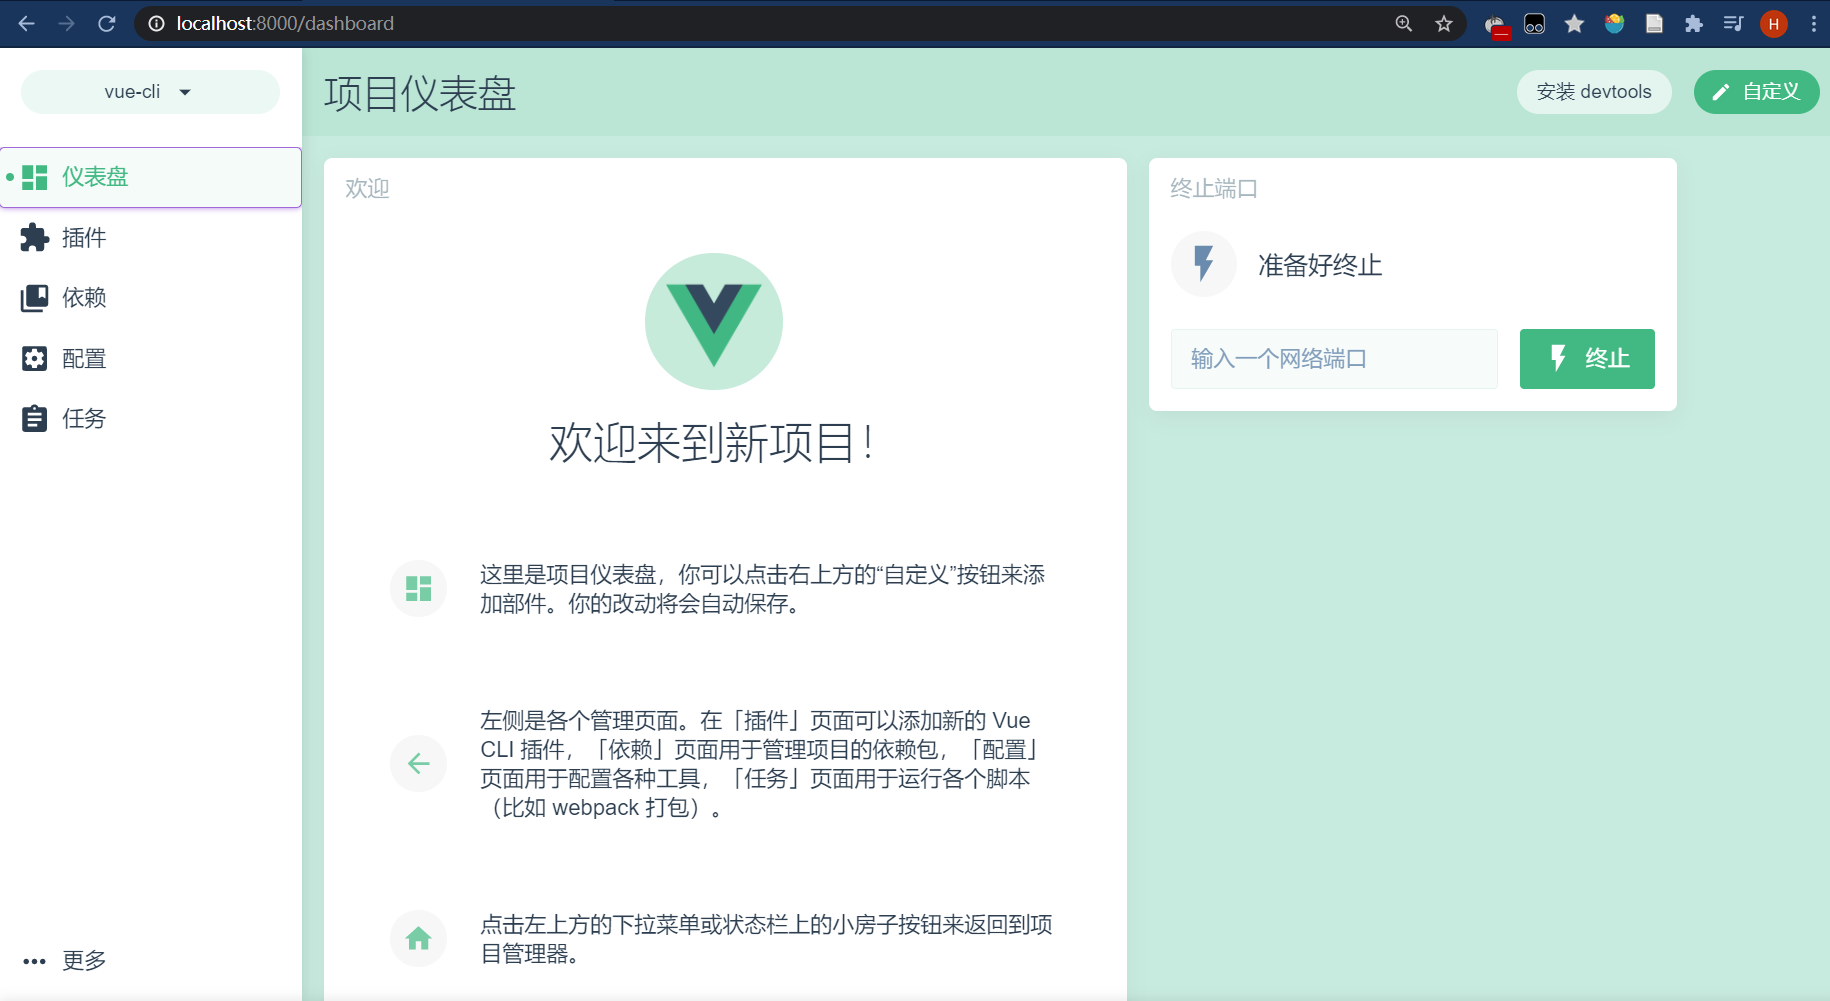 localhost:8000/dashboard
H
vue-cli
项目仪表盘
安装 devtools
自定义
仪表盘
插件
依赖
配置
任务
更多
欢迎
欢迎来到新项目！
这里是项目仪表盘，你可以点击右上方的“自定义”按钮来添
加部件。你的改动将会自动保存。
左侧是各个管理页面。在「插件」页面可以添加新的 Vue
CLI 插件，「依赖」页面用于管理项目的依赖包，「配置」
页面用于配置各种工具，「任务」页面用于运行各个脚本
（比如 webpack 打包）。
点击左上方的下拉菜单或状态栏上的小房子按钮来返回到项
目管理器。
终止端口
准备好终止
输入一个网络端口
终止